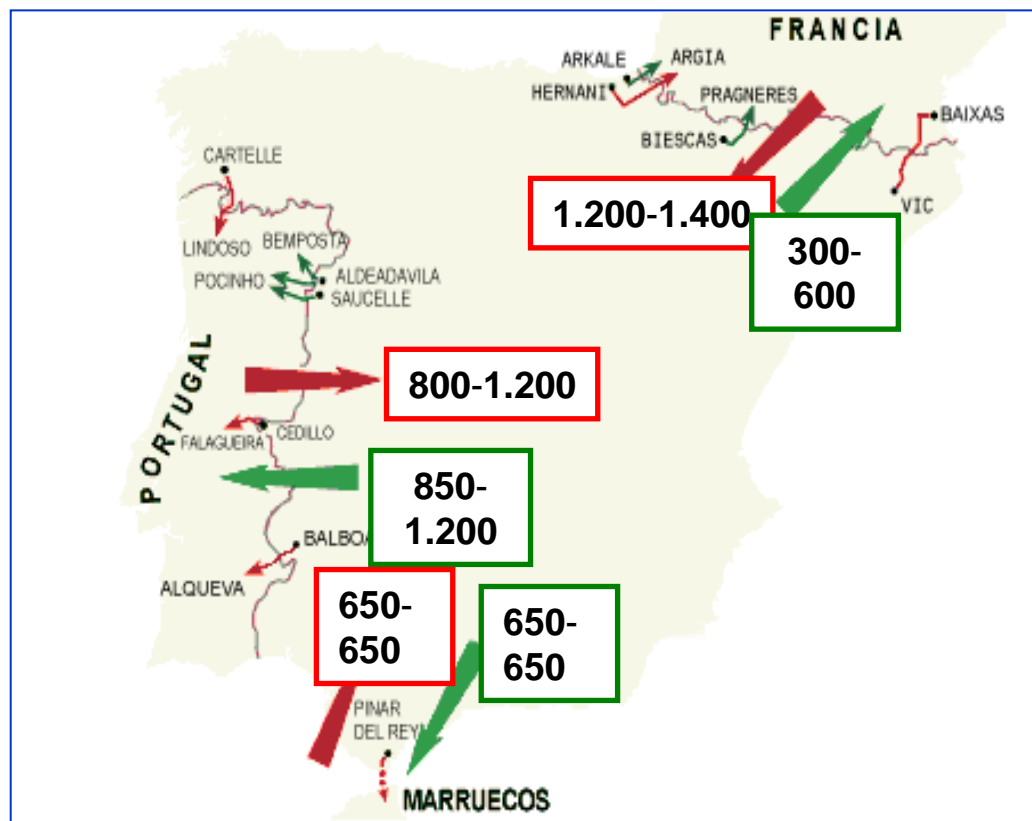 FRANCIA
ARKALE
ARGIA
HERNANI
PRAGNERES
BAIXAS
BIESCAS
CARTELLE
VIC
1.200-1.400
LINDOSO
BEMPOSTA
300-
600
POCINHO
ALDEADAVILA
SAUCELLE
PORTUGAL
800-1.200
FALAGUEIRA
CEDILLO
850-
1.200
BALBOA
ALQUEVA
650-
650
650-
650
PINAR
DEL REY
MARRUECOS